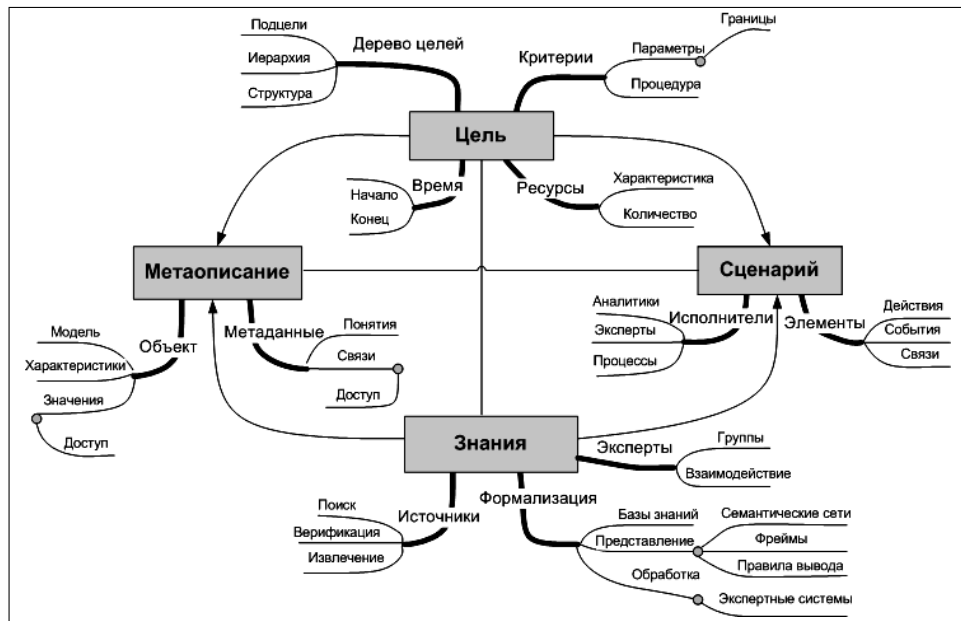 Подцели
Иерархия
Структура
Дерево целей
Критерии
Параметры
Границы
Процедура
Цель
Время
Начало
Конец
Ресурсы
Характеристика
Количество
Метаописание
Объект
Модель
Характеристики
Значения
Доступ
Метаданные
Понятия
Связи
Доступ
Сценарий
Исполнители
Аналитики
Эксперты
Процессы
Элементы
Действия
События
Связи
Знания
Эксперты
Группы
Взаимодействие
Источники
Поиск
Верификация
Извлечение
Формализация
Базы знаний
Представление
Семантические сети
Фреймы
Правила вывода
Обработка
Экспертные системы